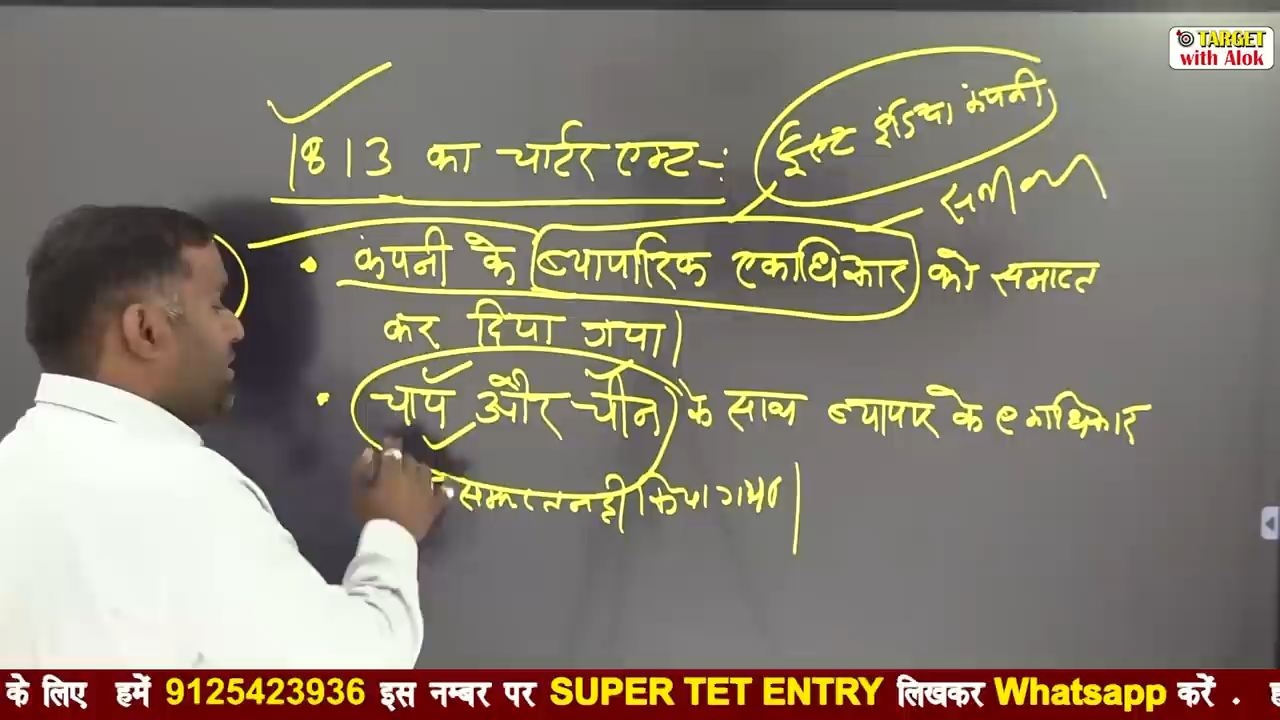 TARGET
with Alok
ईस्ट इंडिया कंपनी
1813 का चार्टर एक्ट -:
समाप्त
• कंपनी के व्यापारिक एकाधिकार को समाप्त
कर दिया गया|
• चाय और चीन के साथ व्यापार के एकाधिकार
समाप्त नही किया गया|
के लिए हमें 9125423936 इस नम्बर पर SUPER TET ENTRY लिखकर Whatsapp करें .